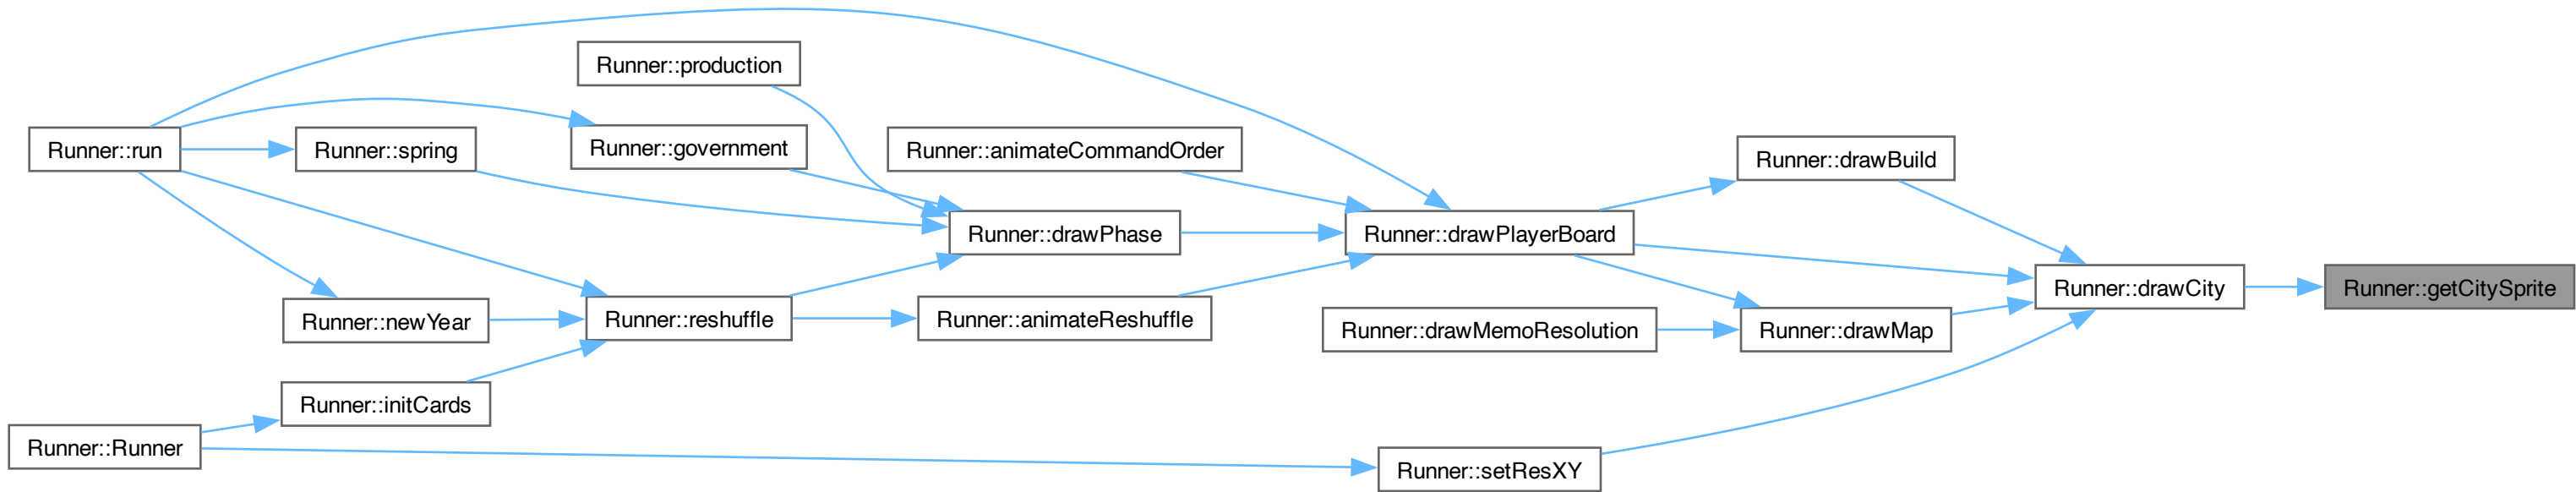 Runner::production
Runner::run
Runner::spring
Runner::government
Runner::animateCommandOrder
Runner::drawBuild
Runner::drawPhase
Runner::drawPlayerBoard
Runner::drawCity
Runner::getCitySprite
Runner::newYear
Runner::reshuffle
Runner::animateReshuffle
Runner::drawMemoResolution
Runner::drawMap
Runner::initCards
Runner::Runner
Runner::setResXY